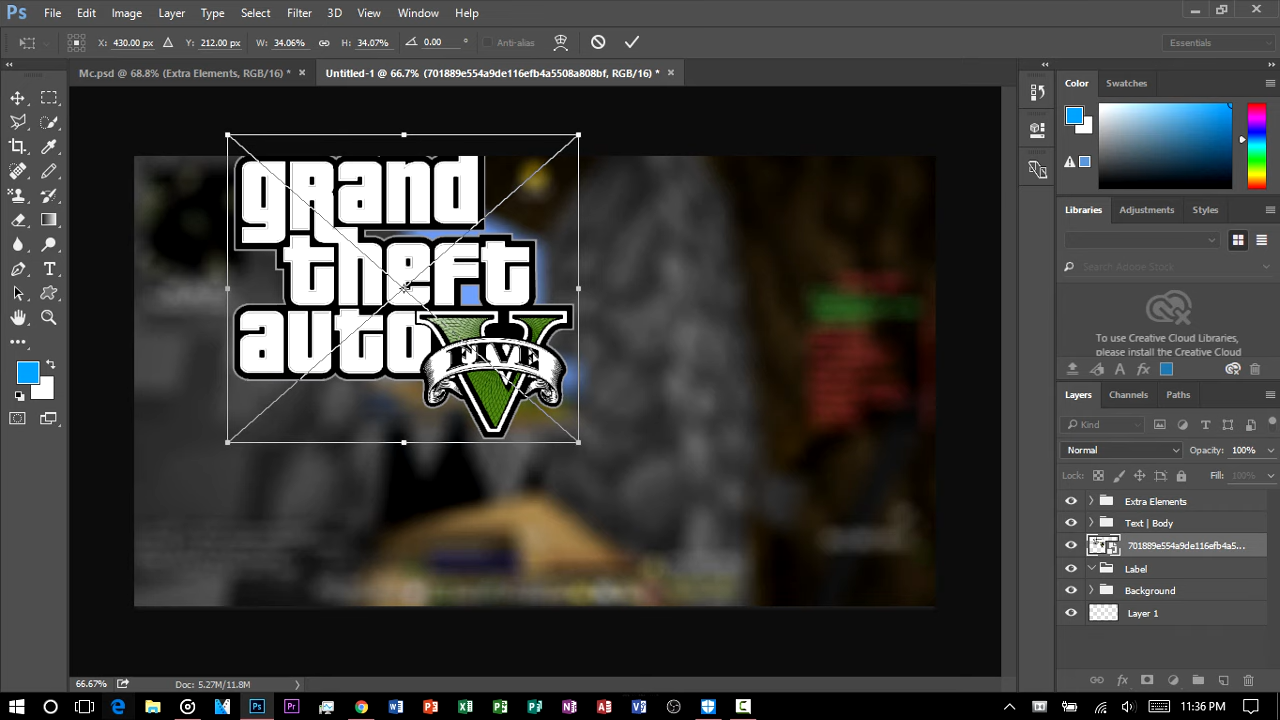 Ps File Edit Image Layer Type Select Filter 3D View Window Help
X: 430.00 px Y: 212.00 px W: 34.06% H: 34.07% 0.00 ° Anti-alias Essentials
Mc.psd @ 68.8% (Extra Elements, RGB/16) * × Untitled-1 @ 66.7% (701889e554a9de116efb4a5508a808bf, RGB/16) * ×
Color Swatches
grand
theft
auto
FIVE
V
Libraries Adjustments Styles
Search Adobe Stock
To use Creative Cloud Libraries,
please install the Creative Cloud
Layers Channels Paths
Kind
Normal Opacity: 100%
Lock: Fill: 100%
Extra Elements
Text | Body
701889e554a9de116efb4a5...
Label
Background
Layer 1
66.67% Doc: 5.27M/11.8M
11:36 PM